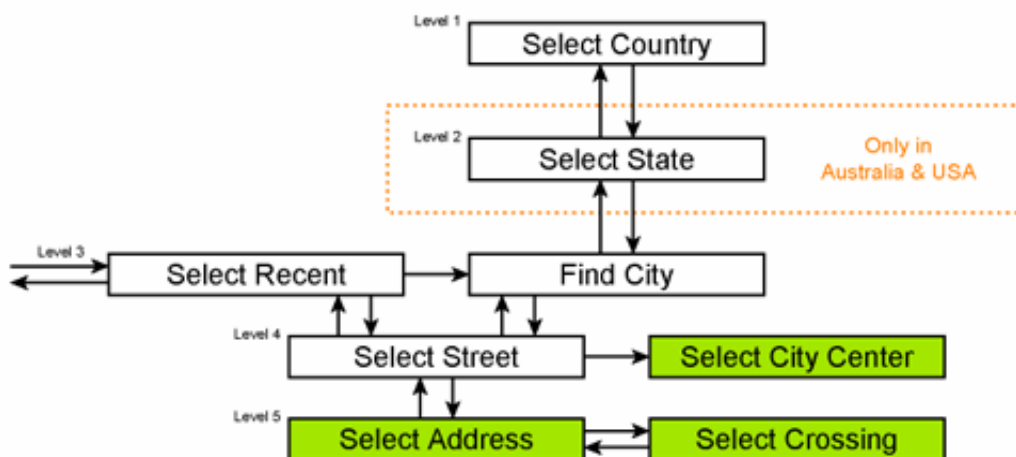 Level 1
Select Country
Level 2
Select State
Only in
Australia & USA
Level 3
Select Recent
Find City
Level 4
Select Street
Select City Center
Level 5
Select Address
Select Crossing